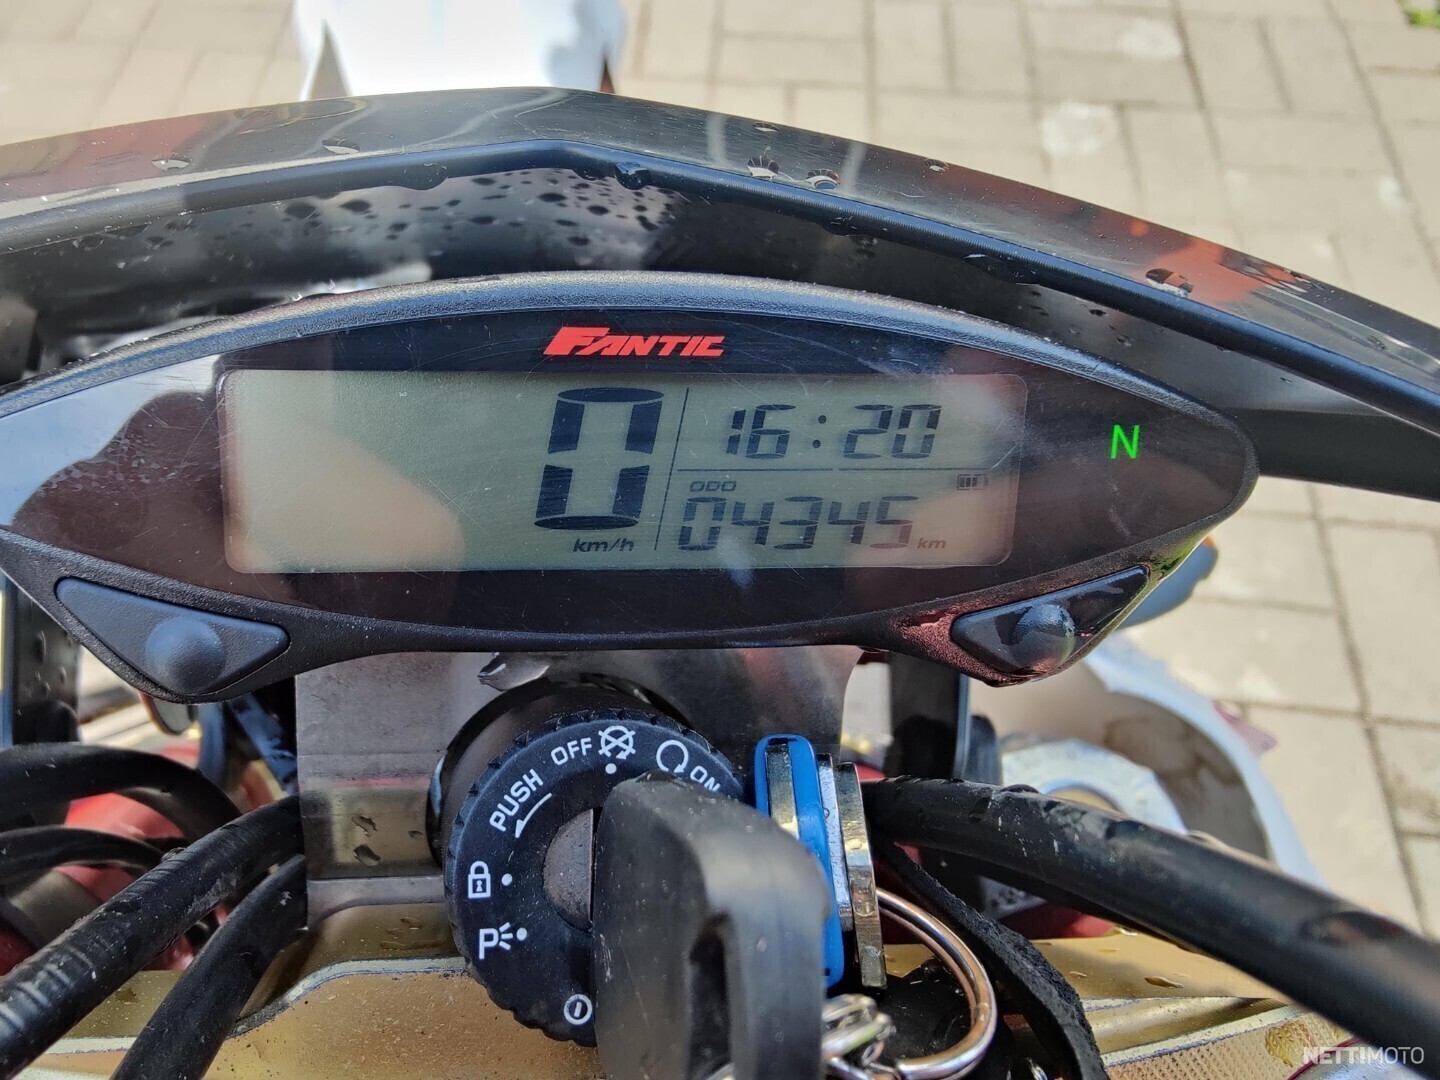 FANTIC
0
16:20
km/h
ODO
04345 km
N
OFF
ON
PUSH
P
NETTIMOTO